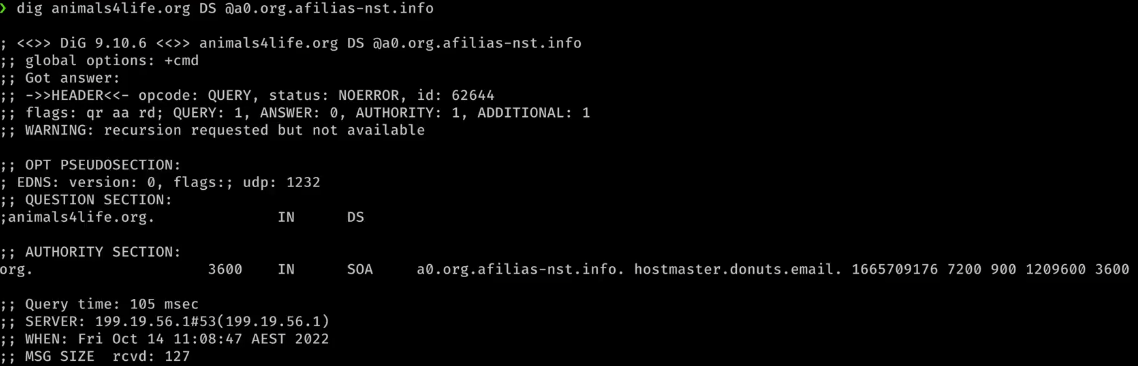 ❯ dig animals4life.org DS @a0.org.afilias-nst.info
; <<>> DiG 9.10.6 <<>> animals4life.org DS @a0.org.afilias-nst.info
;; global options: +cmd
;; Got answer:
;; ->>HEADER<<- opcode: QUERY, status: NOERROR, id: 62644
;; flags: qr aa rd; QUERY: 1, ANSWER: 0, AUTHORITY: 1, ADDITIONAL: 1
;; WARNING: recursion requested but not available
;; OPT PSEUDOSECTION:
; EDNS: version: 0, flags:; udp: 1232
;; QUESTION SECTION:
;animals4life.org. IN DS
;; AUTHORITY SECTION:
org. 3600 IN SOA a0.org.afilias-nst.info. hostmaster.donuts.email. 1665709176 7200 900 1209600 3600
;; Query time: 105 msec
;; SERVER: 199.19.56.1#53(199.19.56.1)
;; WHEN: Fri Oct 14 11:08:47 AEST 2022
;; MSG SIZE rcvd: 127